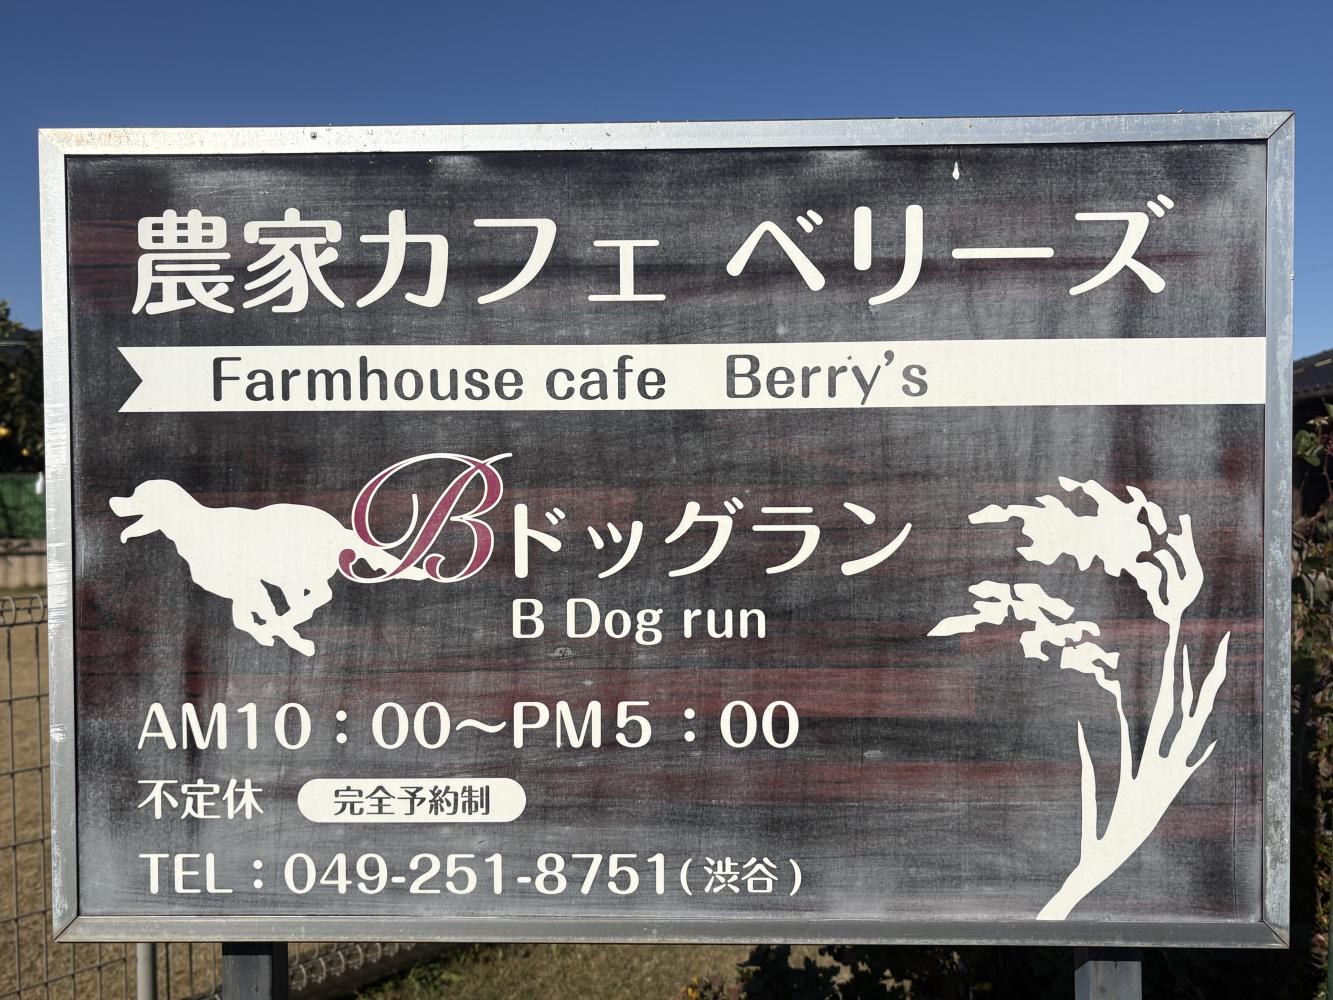 農家カフェ ベリーズ
Farmhouse cafe Berry's
Bドッグラン
B Dog run
AM10：00～PM5：00
不定休 完全予約制
TEL：049-251-8751(渋谷)